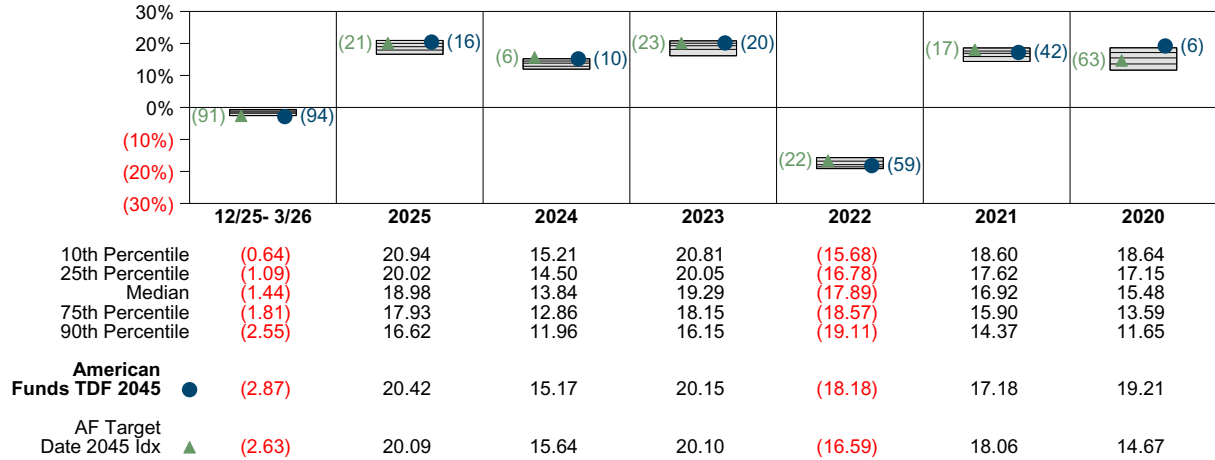 30%
20%
10%
0%
(10%)
(20%)
(30%)
(91) (94)
(21) (16)
(6) (10)
(23) (20)
(22) (59)
(17) (42)
(63) (6)
12/25- 3/26 2025 2024 2023 2022 2021 2020
10th Percentile (0.64) 20.94 15.21 20.81 (15.68) 18.60 18.64
25th Percentile (1.09) 20.02 14.50 20.05 (16.78) 17.62 17.15
Median (1.44) 18.98 13.84 19.29 (17.89) 16.92 15.48
75th Percentile (1.81) 17.93 12.86 18.15 (18.57) 15.90 13.59
90th Percentile (2.55) 16.62 11.96 16.15 (19.11) 14.37 11.65
American
Funds TDF 2045 (2.87) 20.42 15.17 20.15 (18.18) 17.18 19.21
AF Target
Date 2045 Idx (2.63) 20.09 15.64 20.10 (16.59) 18.06 14.67